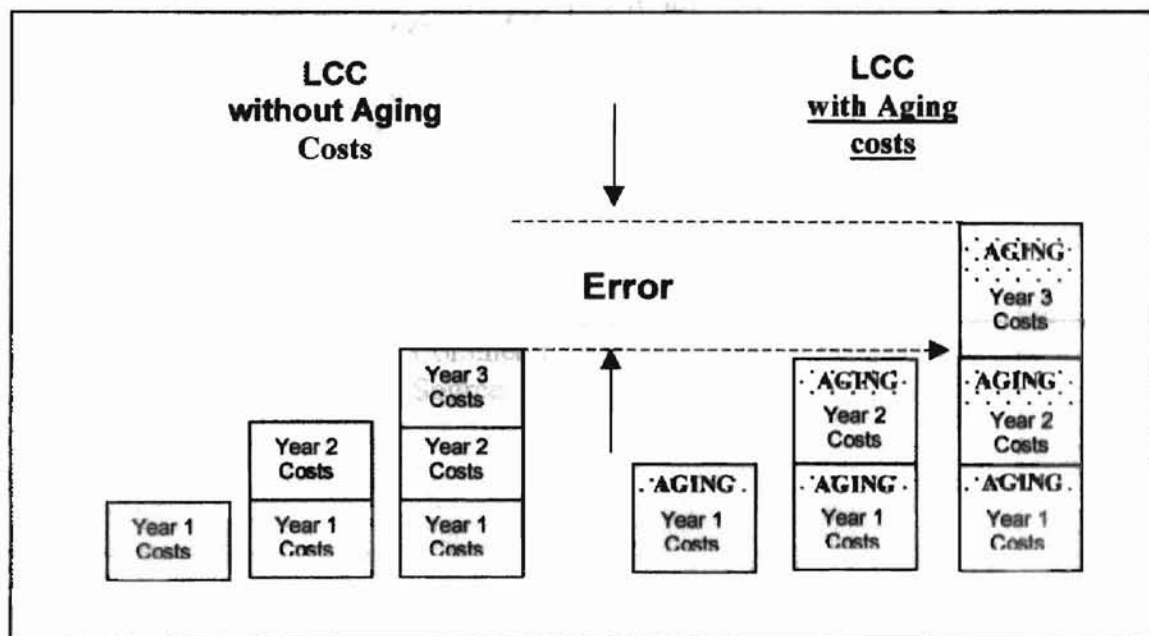 LCC
without Aging
Costs
LCC
with Aging
costs
Error
Year 1
Costs
Year 2
Costs
Year 1
Costs
Year 3
Costs
Year 2
Costs
Year 1
Costs
AGING
Year 1
Costs
AGING
Year 2
Costs
AGING
Year 1
Costs
AGING
Year 3
Costs
AGING
Year 2
Costs
AGING
Year 1
Costs